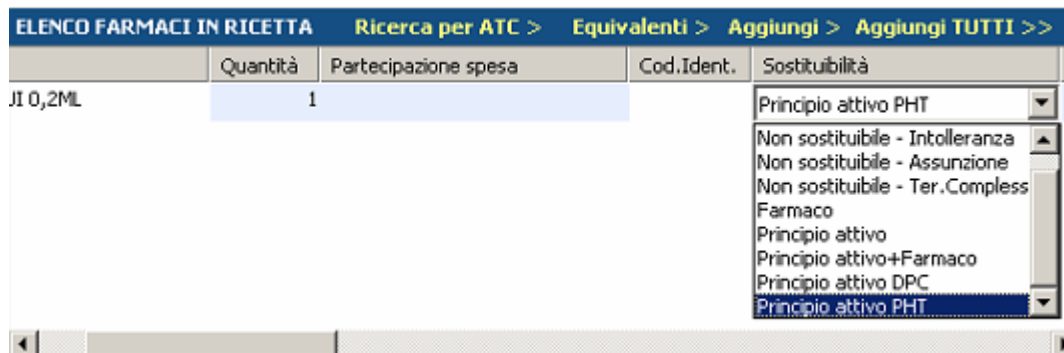 ELENCO FARMACI IN RICETTA Ricerca per ATC > Equivalenti > Aggiungi > Aggiungi TUTTI >>
Quantità Partecipazione spesa Cod.Ident. Sostituibilità
UI 0,2ML 1 Principio attivo PHT
Non sostituibile - Intolleranza
Non sostituibile - Assunzione
Non sostituibile - Ter.Compless
Farmaco
Principio attivo
Principio attivo+Farmaco
Principio attivo DPC
Principio attivo PHT